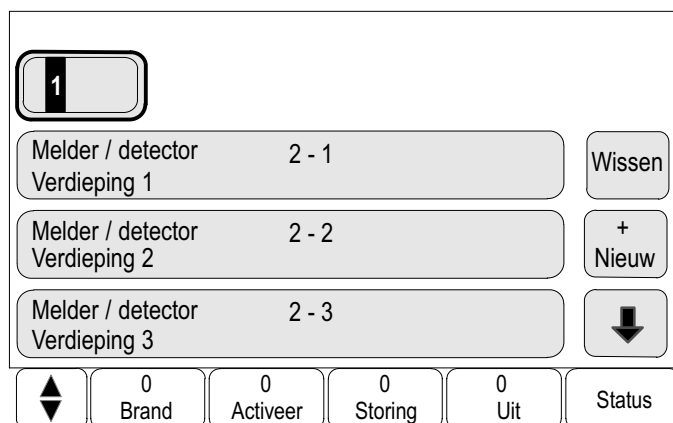 1
Melder / detector 2 - 1
Verdieping 1
Wissen
Melder / detector 2 - 2
Verdieping 2
+
Nieuw
Melder / detector 2 - 3
Verdieping 3
0 0 0 0
Brand Activeer Storing Uit Status